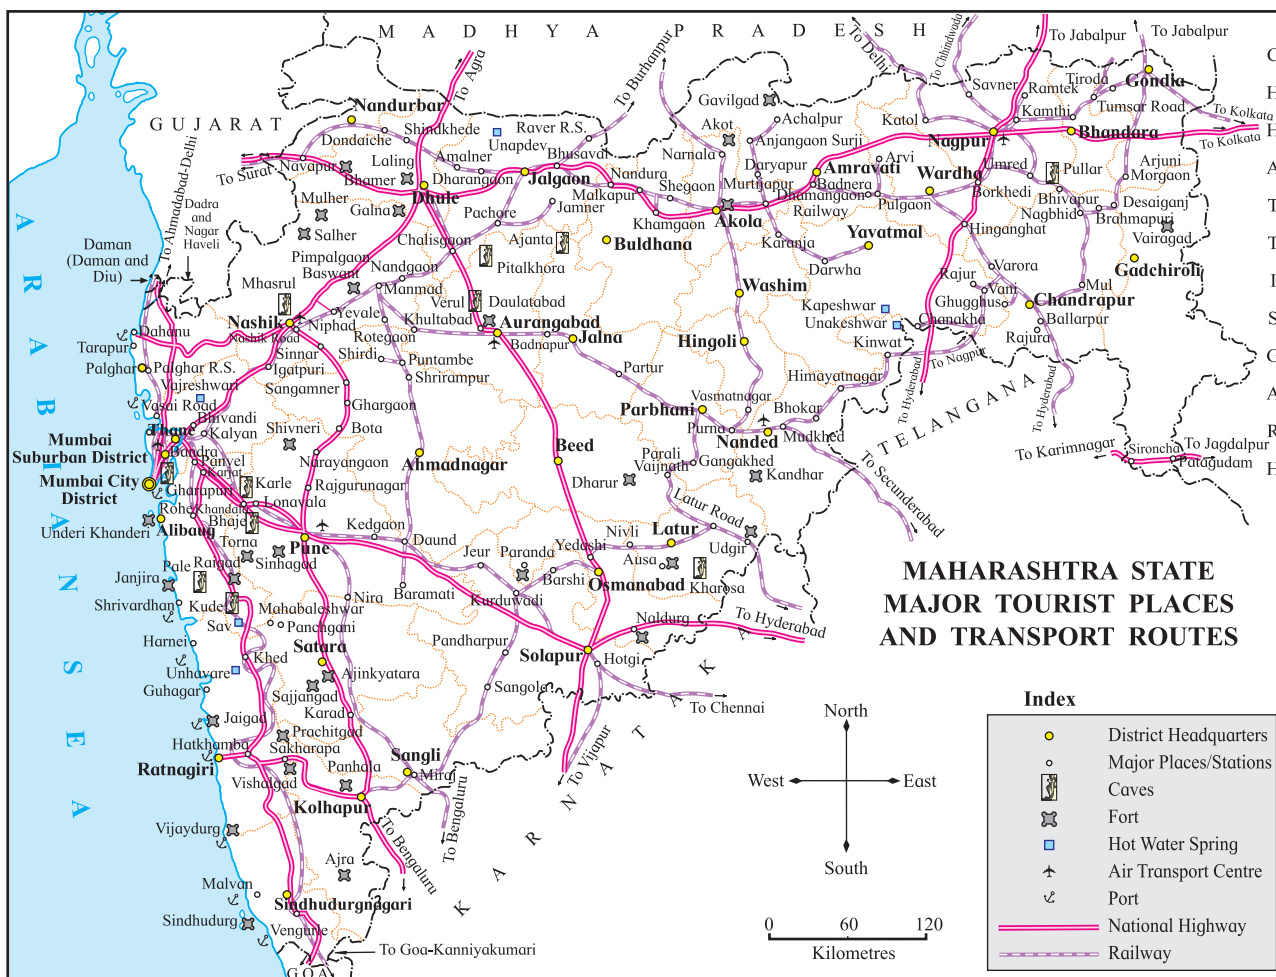 M A D H Y A P R A D E S H
To Jabalpur
To Jabalpur
To Delhi
To Chhindwada
To Agra
To Burhanpur
C H H A T T I S G A R H
Gondia
Tiroda
Savner
Ramtek
Tumsar Road
Gavilgad
Nandurbar
Kamthi
Katol
To Kolkata
To Kolkata
GUJARAT
Shindkhede
Raver R.S.
Achalpur
Akot
Unapdev
Dondaiche
Anjangaon Surji
Nagpur
Bhandara
Laling
Amalner
Bhusaval
Narnala
To Surat
Navapur
Daryapur
Arvi
Umred
Pullar
Arjuni
Morgaon
Bhamer
Dharangaon
Jalgaon
Nandura
Shegaon
Murtijapur
Amravati
Badnera
Wardha
Borkhedi
Dhule
Malkapur
Dhamangaon
Railway
Pulgaon
Bhivapur
Desaiganj
Mulher
Galna
Pachore
Jamner
Nagbhid
Brahmapuri
Khamgaon
Akola
Hinganghat
Vairagad
Salher
Chalisgaon
Ajanta
Buldhana
Karanja
Yavatmal
Pitalkhora
Darwha
Gadchiroli
To Ahmadabad-Delhi
Dadra
and
Nagar
Haveli
Daman
(Daman and
Diu)
Pimpalgaon
Baswant
Nandgaon
Manmad
Varora
Rajur
Vani
Mul
Mhasrul
Washim
Verul
Daulatabad
Kapeshwar
Ghugghus
Chandrapur
Yevale
Khultabad
Aurangabad
Unakeshwar
Chanakha
Ballarpur
Nashik
Niphad
Nashik Road
Dahanu
Rotegaon
Badnapur
Jalna
Hingoli
Rajura
Tarapur
Sinnar
Shirdi
Puntambe
Kinwat
To Nagpur
Palghar
Palghar R.S.
Igatpuri
Shrirampur
Partur
Himayatnagar
Vajreshwari
Sangamner
Vasmatnagar
To Hyderabad
To Hyderabad
TELANGANA
Vasai Road
Ghargaon
Parbhani
Bhokar
Bhivandi
Shivneri
Thane
Kalyan
Bota
Purna
Nanded
Mudkhed
Mumbai
Suburban District
Bandra
Panvel
Narayangaon
Ahmadnagar
Beed
Parali
Vaijnath
Gangakhed
To Karimnagar
Sironcha
To Jagdalpur
Patagudam
Mumbai City
District
Karjat
Karle
Rajgurunagar
Dharur
Kandhar
Gharapuri
Lonavala
Latur Road
To Secunderabad
Rohe
Khandala
Underi Khanderi
Alibaug
Bhaje
Pune
Kedgaon
Torna
Daund
Nivli
Latur
Yedashi
Udgir
Pale
Raigad
Sinhagad
Jeur
Paranda
Ausa
Janjira
Barshi
Osmanabad
Kharosa
Shrivardhan
Kude
Nira
Baramati
Kurduwadi
Mahabaleshwar
Panchgani
Sav
Naldurg
To Hyderabad
Harnei
Pandharpur
Khed
Satara
Solapur
Hotgi
Unhavare
Ajinkyatara
Guhagar
Sajjangad
Sangole
To Chennai
Karad
Jaigad
Prachitgad
Hatkhamba
Sakharapa
Sangli
Ratnagiri
Panhala
Miraj
To Vijapur
Vishalgad
Kolhapur
Vijaydurg
To Bengaluru
To Bengaluru
Ajra
K A R N A T A K A
Malvan
Sindhudurgnagari
Sindhudurg
Vengurle
To Goa-Kanniyakumari
GOA
A R A B I A N S E A
MAHARASHTRA STATE
MAJOR TOURIST PLACES
AND TRANSPORT ROUTES
North
West
East
South
0 60 120
Kilometres
Index
District Headquarters
Major Places/Stations
Caves
Fort
Hot Water Spring
Air Transport Centre
Port
National Highway
Railway